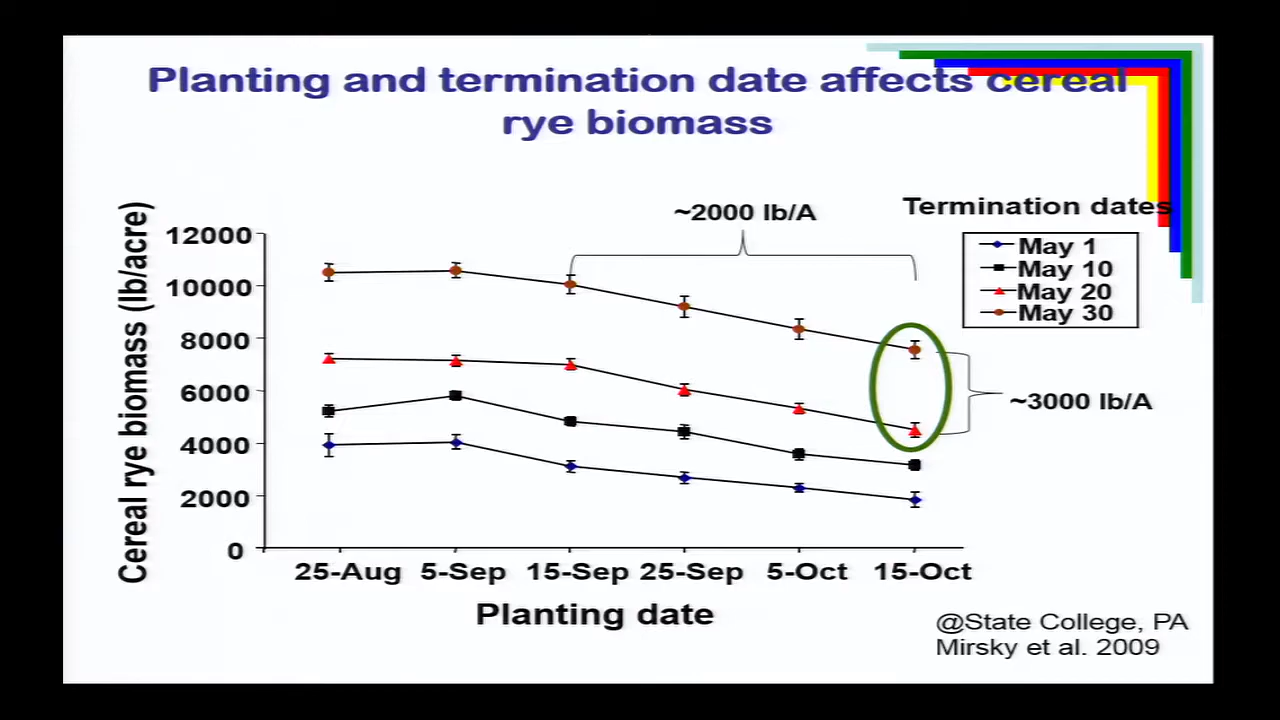 Planting and termination date affects cereal
rye biomass
~2000 lb/A
Termination dates
May 1
May 10
May 20
May 30
Cereal rye biomass (lb/acre)
12000
10000
8000
6000
4000
2000
0
~3000 lb/A
25-Aug 5-Sep 15-Sep 25-Sep 5-Oct 15-Oct
Planting date
@State College, PA
Mirsky et al. 2009